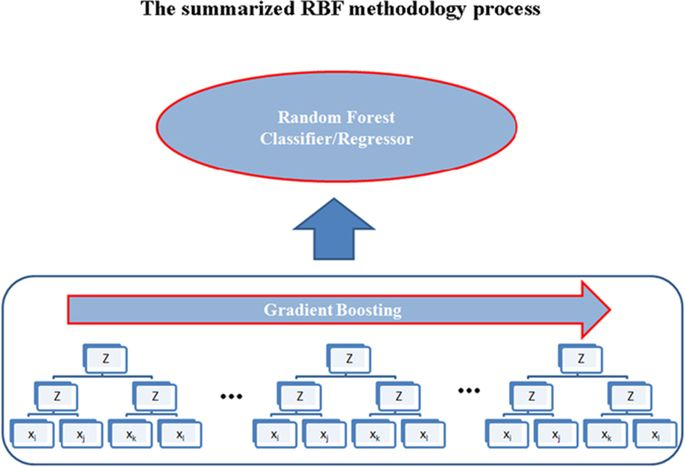 The summarized RBF methodology process
Random Forest
Classifier/Regressor
Gradient Boosting
Z Z Z
Z Z ... Z Z ... Z Z
xi xj xk xl xi xj xk xl xi xj xk xl